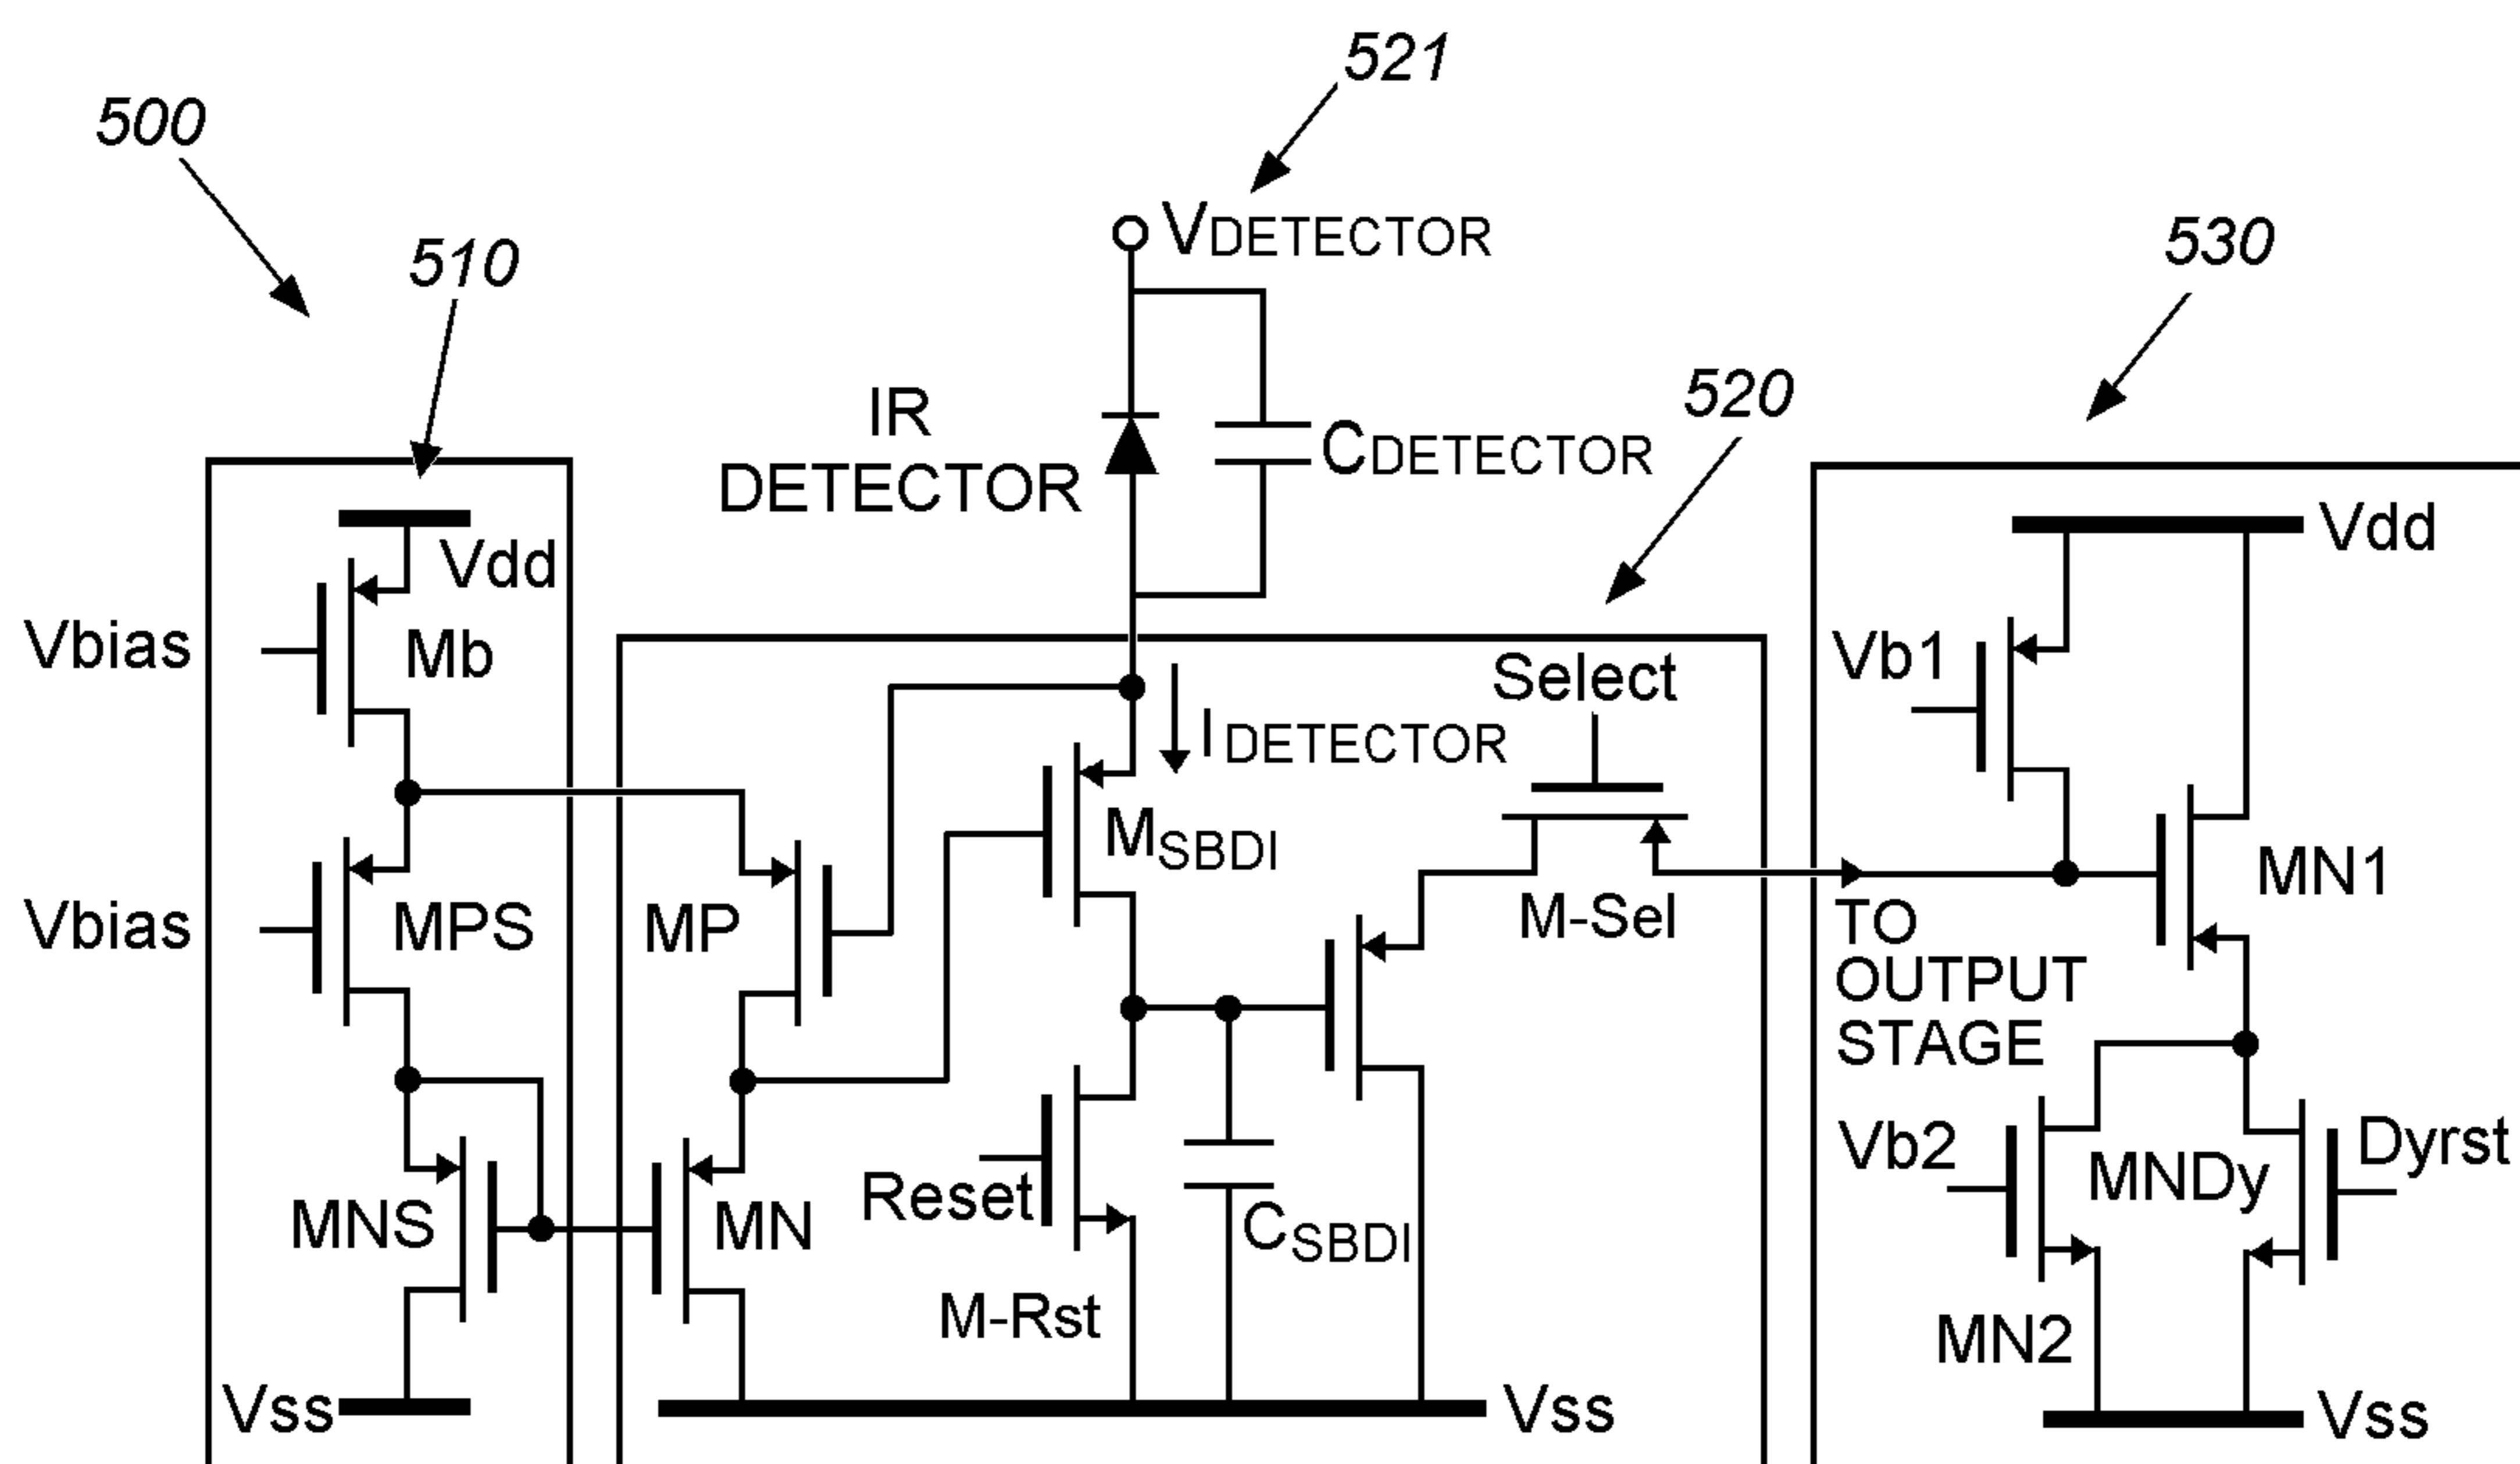 521
500
VDETECTOR
530
510
520
IR
DETECTOR
CDETECTOR
Vdd
Vdd
Vbias
Mb
Select
Vb1
IDETECTOR
MSBDI
MN1
Vbias
MPS
MP
M-Sel
TO
OUTPUT
STAGE
Vb2
MNDy
Dyrst
MNS
MN
Reset
CSBDI
M-Rst
MN2
Vss
Vss
Vss